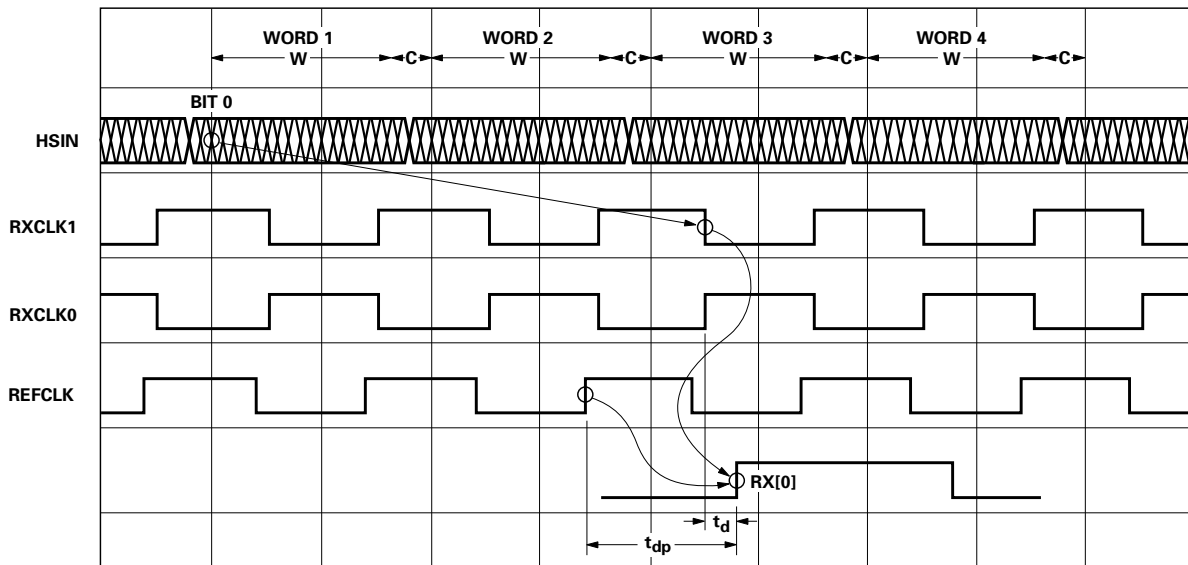 WORD 1 WORD 2 WORD 3 WORD 4
W C W C W C W C
BIT 0
HSIN
RXCLK1
RXCLK0
REFCLK
RX[0]
td
tdp